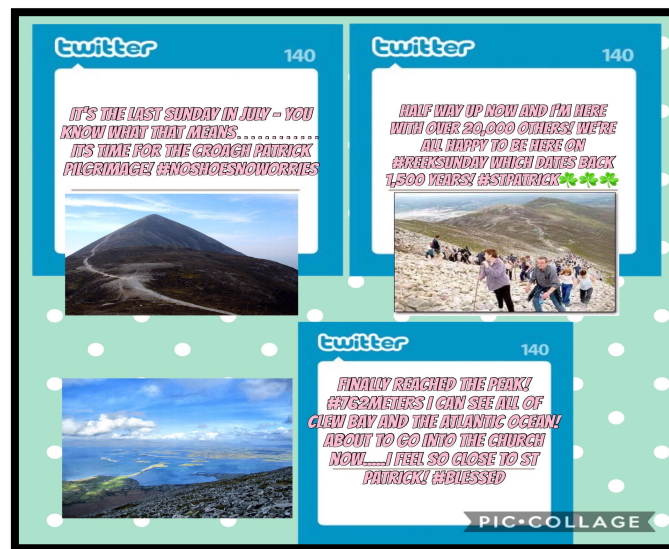 twitter
140
IT'S THE LAST SUNDAY IN JULY - YOU
KNOW WHAT THAT MEANS............
ITS TIME FOR THE CROAGH PATRICK
PILGRIMAGE! #NOSHOESNOWORRIES
twitter
140
HALF WAY UP NOW AND I'M HERE
WITH OVER 20,000 OTHERS! WE'RE
ALL HAPPY TO BE HERE ON
#REEKSUNDAY WHICH DATES BACK
1,500 YEARS! #STPATRICK☘️☘️☘️
twitter
140
FINALLY REACHED THE PEAK!
#762METERS I CAN SEE ALL OF
CLEW BAY AND THE ATLANTIC OCEAN!
ABOUT TO GO INTO THE CHURCH
NOW.....I FEEL SO CLOSE TO ST
PATRICK! #BLESSED
PIC•COLLAGE